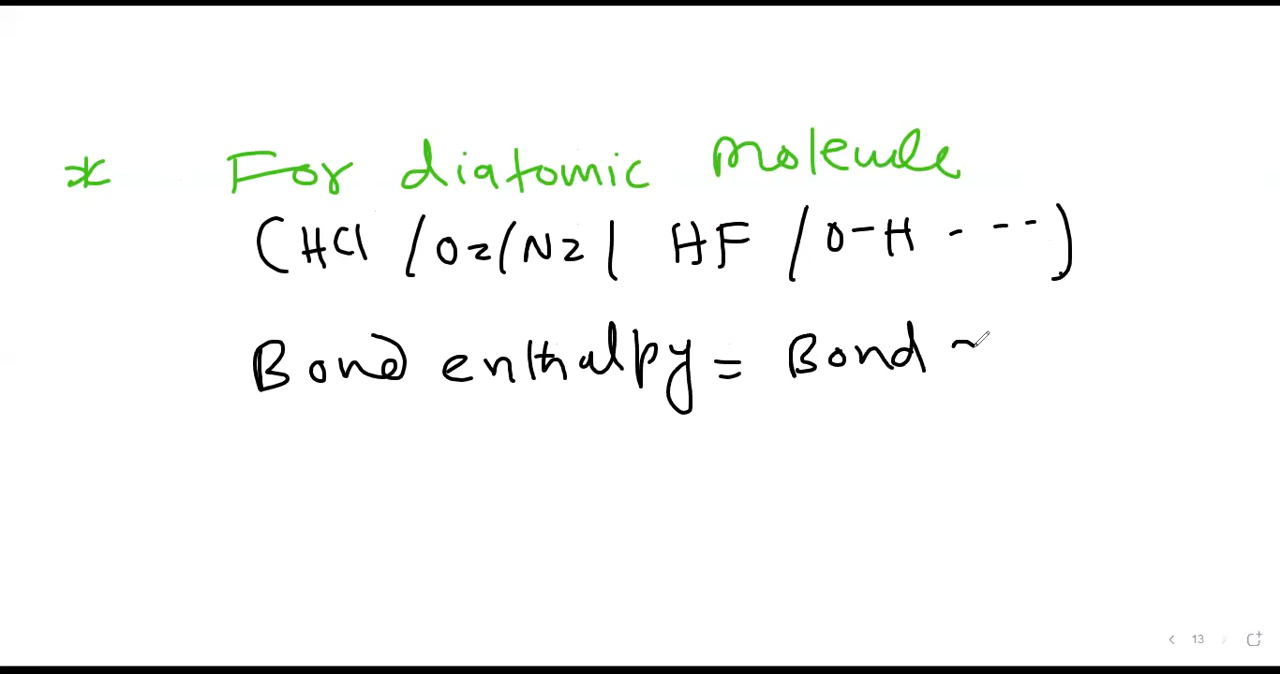 * For diatomic molecule
(HCl / O2 / N2 / HF / O-H - - - -)
Bond enthalpy = Bond
13